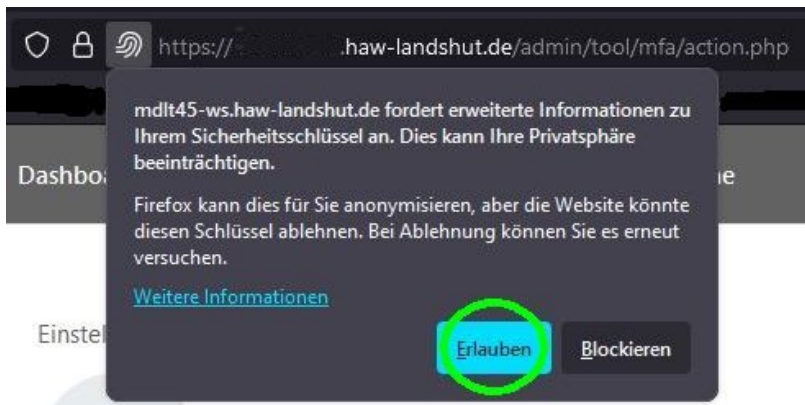 https:// .haw-landshut.de/admin/tool/mfa/action.php
mdlt45-ws.haw-landshut.de fordert erweiterte Informationen zu
Ihrem Sicherheitsschlüssel an. Dies kann Ihre Privatsphäre
beeinträchtigen.
Dashboa
e
Firefox kann dies für Sie anonymisieren, aber die Website könnte
diesen Schlüssel ablehnen. Bei Ablehnung können Sie es erneut
versuchen.
Weitere Informationen
Einstel
Erlauben Blockieren